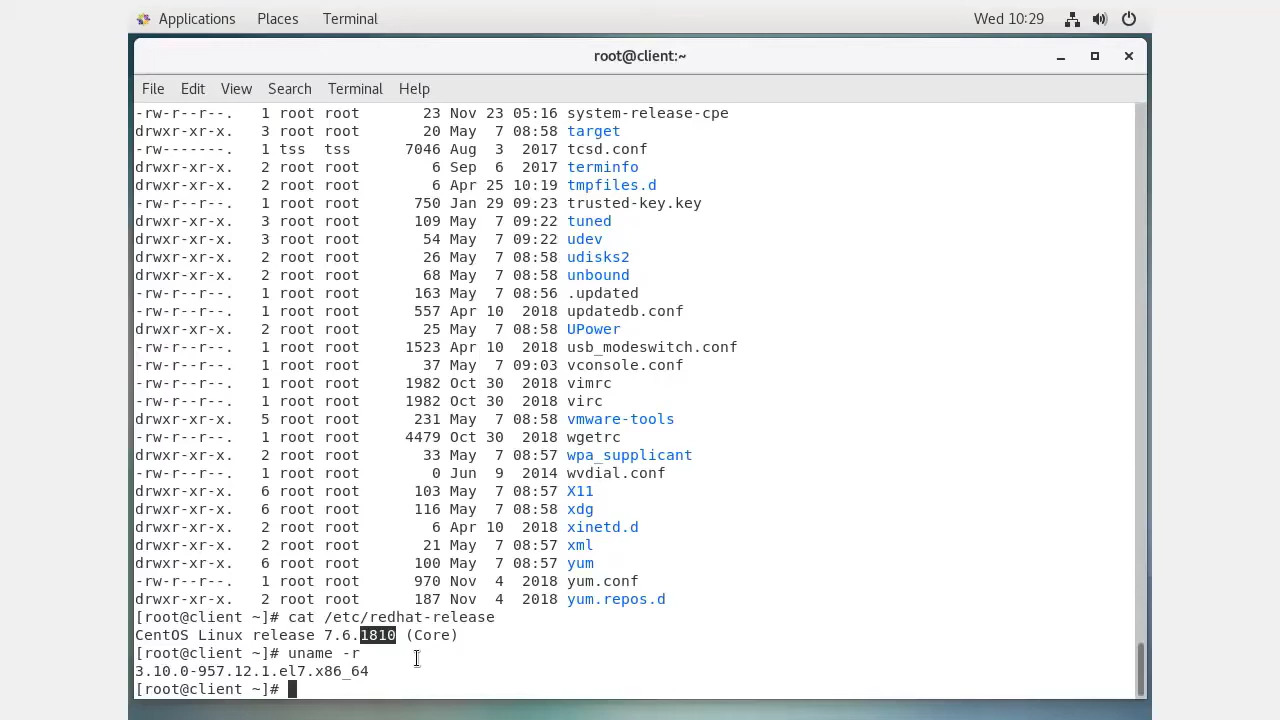 Applications Places Terminal Wed 10:29
root@client:~
File Edit View Search Terminal Help
-rw-r--r--. 1 root root 23 Nov 23 05:16 system-release-cpe
drwxr-xr-x. 3 root root 20 May 7 08:58 target
-rw-------. 1 tss tss 7046 Aug 3 2017 tcsd.conf
drwxr-xr-x. 2 root root 6 Sep 6 2017 terminfo
drwxr-xr-x. 2 root root 6 Apr 25 10:19 tmpfiles.d
-rw-r--r--. 1 root root 750 Jan 29 09:23 trusted-key.key
drwxr-xr-x. 3 root root 109 May 7 09:22 tuned
drwxr-xr-x. 3 root root 54 May 7 09:22 udev
drwxr-xr-x. 2 root root 26 May 7 08:58 udisks2
drwxr-xr-x. 2 root root 68 May 7 08:58 unbound
-rw-r--r--. 1 root root 163 May 7 08:56 .updated
-rw-r--r--. 1 root root 557 Apr 10 2018 updatedb.conf
drwxr-xr-x. 2 root root 25 May 7 08:58 UPower
-rw-r--r--. 1 root root 1523 Apr 10 2018 usb_modeswitch.conf
-rw-r--r--. 1 root root 37 May 7 09:03 vconsole.conf
-rw-r--r--. 1 root root 1982 Oct 30 2018 vimrc
-rw-r--r--. 1 root root 1982 Oct 30 2018 virc
drwxr-xr-x. 5 root root 231 May 7 08:58 vmware-tools
-rw-r--r--. 1 root root 4479 Oct 30 2018 wgetrc
drwxr-xr-x. 2 root root 33 May 7 08:57 wpa_supplicant
-rw-r--r--. 1 root root 0 Jun 9 2014 wvdial.conf
drwxr-xr-x. 6 root root 103 May 7 08:57 X11
drwxr-xr-x. 6 root root 116 May 7 08:58 xdg
drwxr-xr-x. 2 root root 6 Apr 10 2018 xinetd.d
drwxr-xr-x. 2 root root 21 May 7 08:57 xml
drwxr-xr-x. 6 root root 100 May 7 08:57 yum
-rw-r--r--. 1 root root 970 Nov 4 2018 yum.conf
drwxr-xr-x. 2 root root 187 Nov 4 2018 yum.repos.d
[root@client ~]# cat /etc/redhat-release
CentOS Linux release 7.6.1810 (Core)
[root@client ~]# uname -r
3.10.0-957.12.1.el7.x86_64
[root@client ~]#